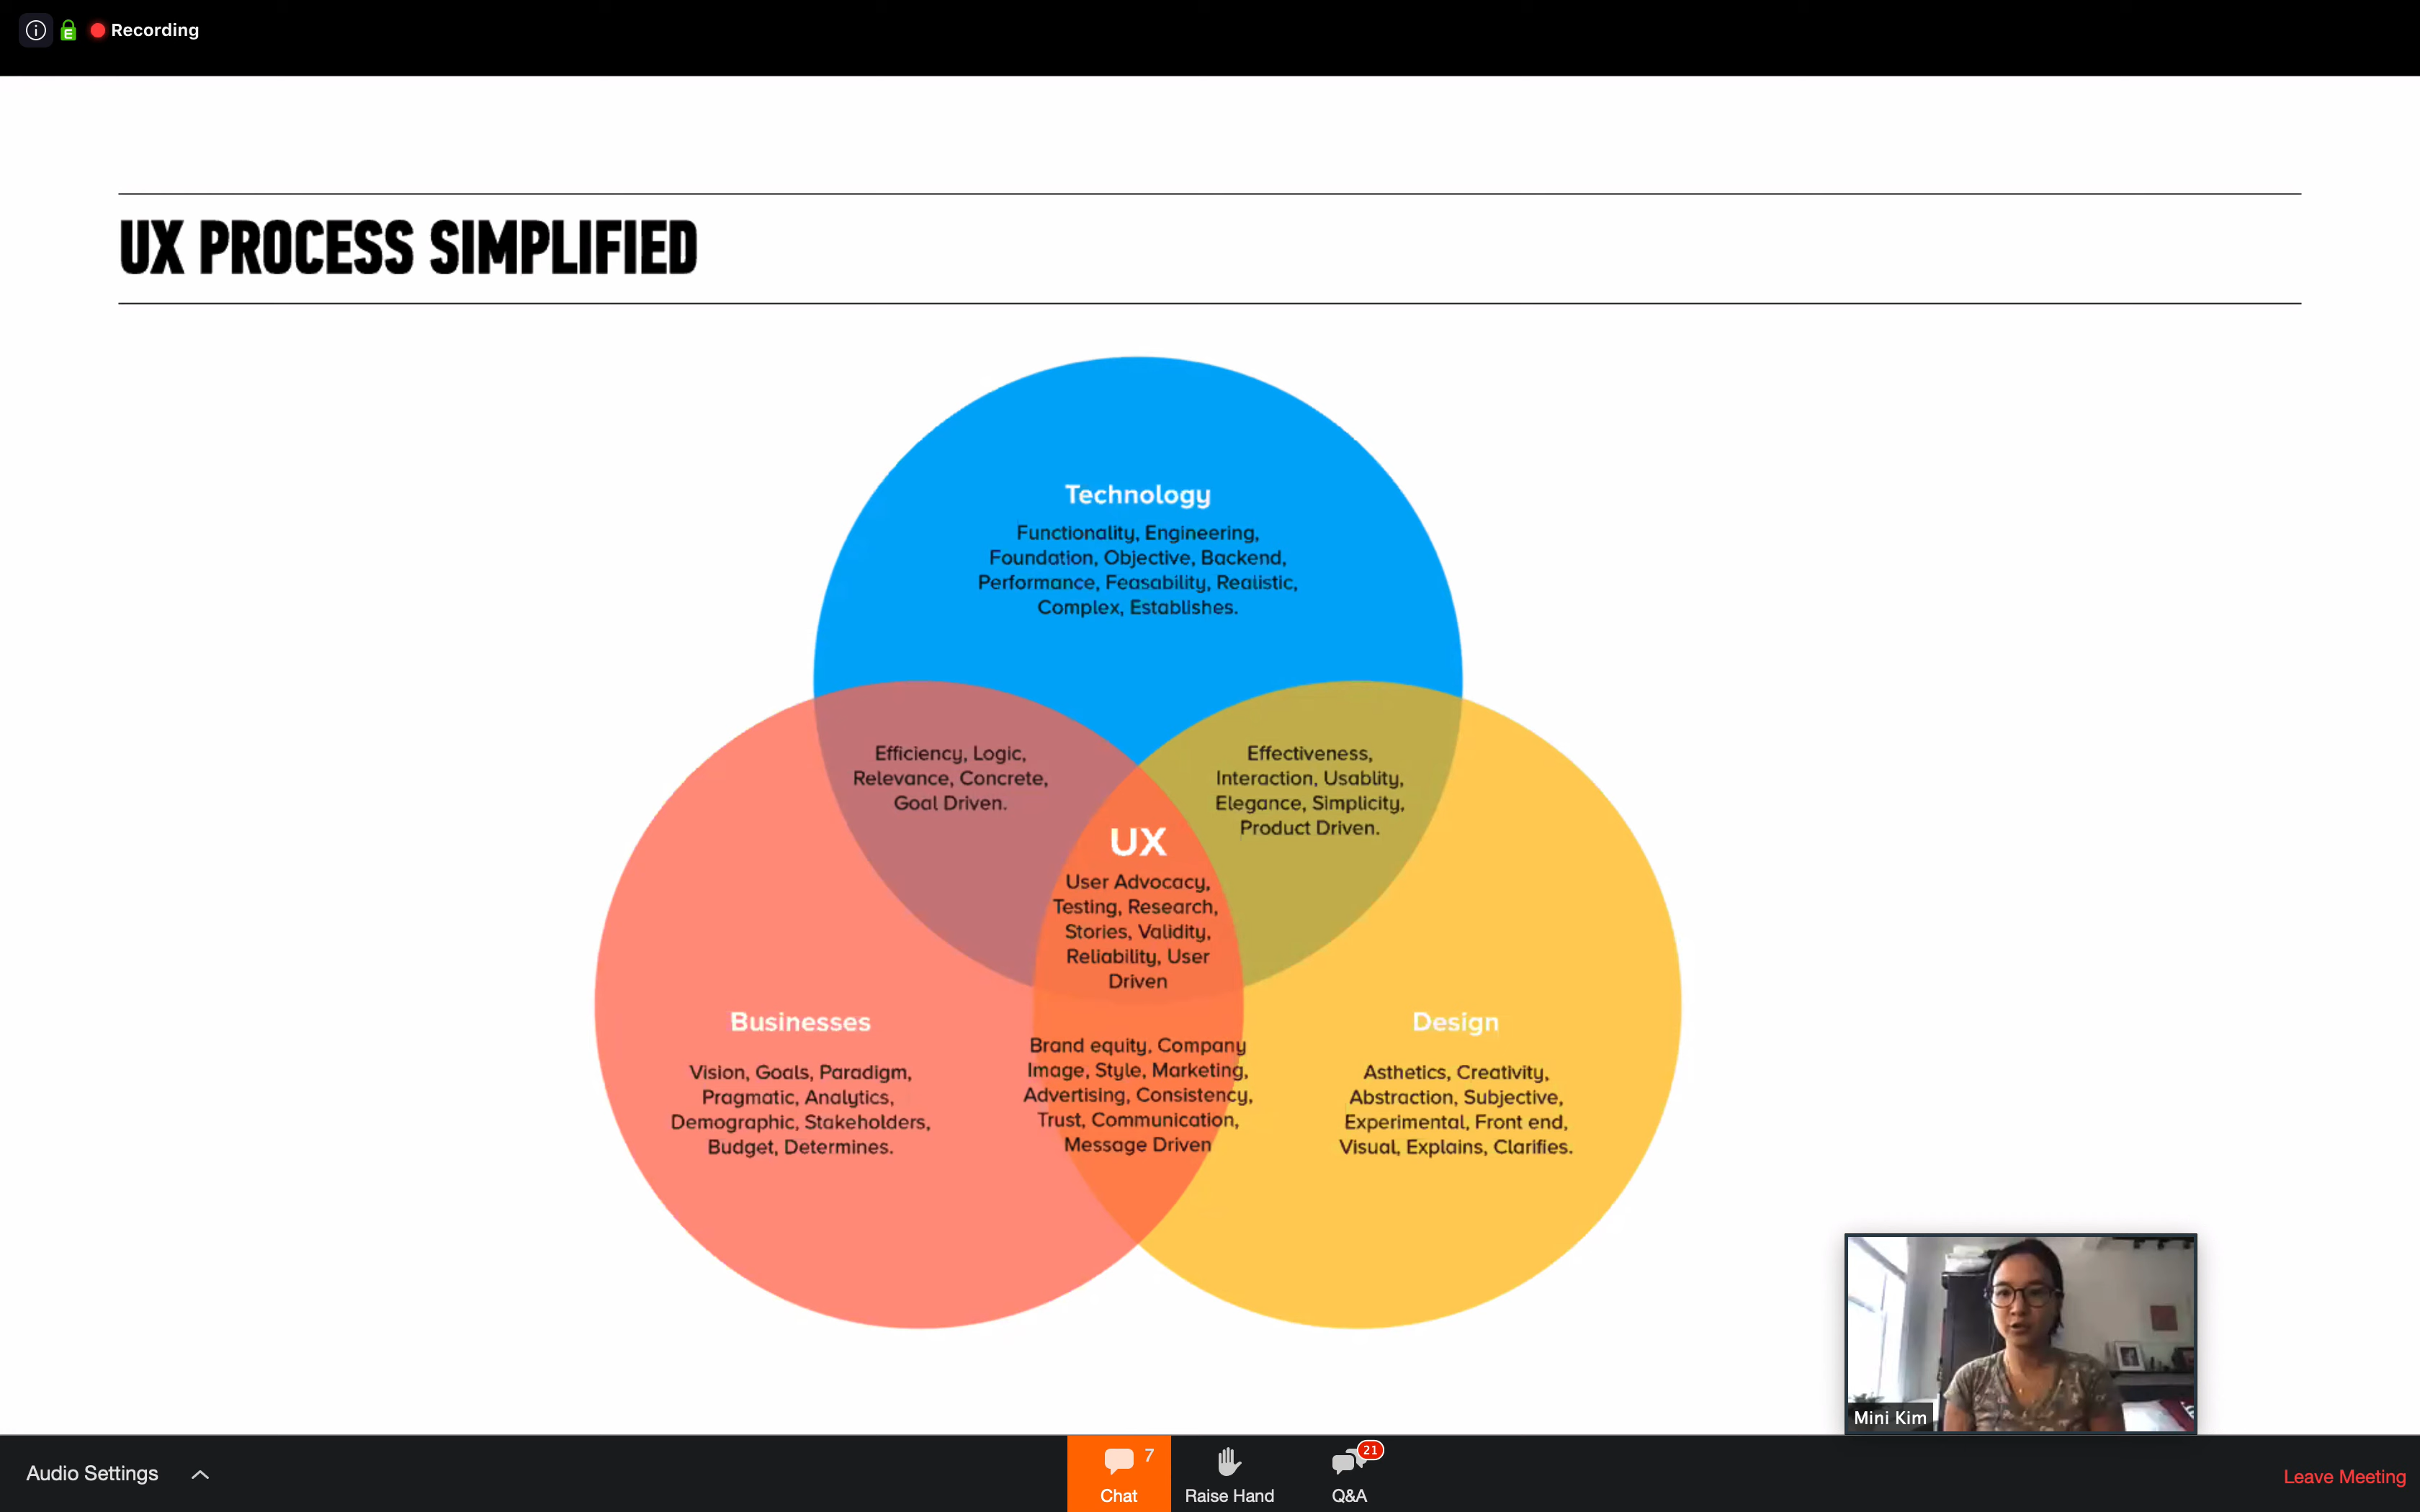 Recording
UX PROCESS SIMPLIFIED
Technology
Functionality, Engineering,
Foundation, Objective, Backend,
Performance, Feasability, Realistic,
Complex, Establishes.
Efficiency, Logic,
Relevance, Concrete,
Goal Driven.
Effectiveness,
Interaction, Usablity,
Elegance, Simplicity,
Product Driven.
UX
User Advocacy,
Testing, Research,
Stories, Validity,
Reliability, User
Driven
Businesses
Vision, Goals, Paradigm,
Pragmatic, Analytics,
Demographic, Stakeholders,
Budget, Determines.
Brand equity, Company
Image, Style, Marketing,
Advertising, Consistency,
Trust, Communication,
Message Driven
Design
Asthetics, Creativity,
Abstraction, Subjective,
Experimental, Front end,
Visual, Explains, Clarifies.
Mini Kim
Audio Settings
7
Chat
Raise Hand
21
Q&A
Leave Meeting